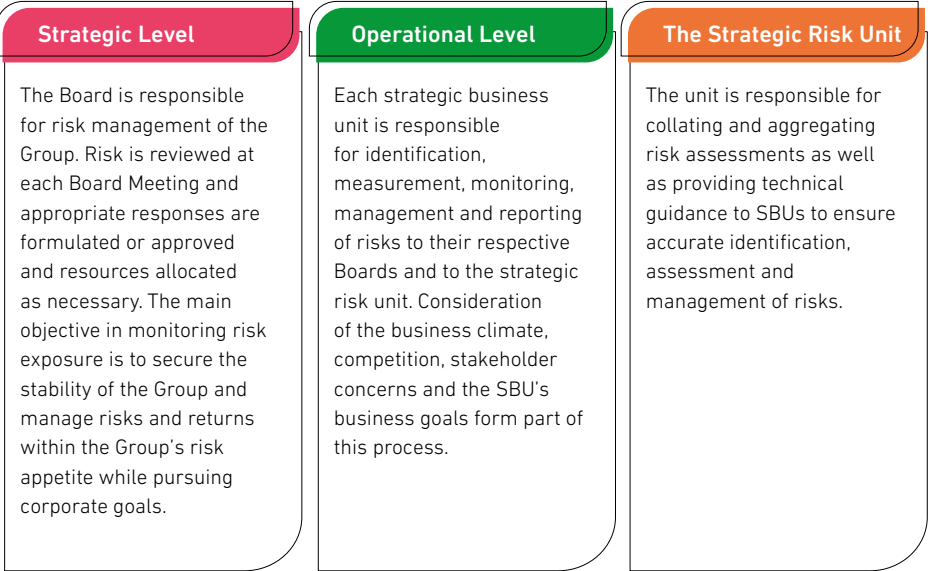 Strategic Level
The Board is responsible
for risk management of the
Group. Risk is reviewed at
each Board Meeting and
appropriate responses are
formulated or approved
and resources allocated
as necessary. The main
objective in monitoring risk
exposure is to secure the
stability of the Group and
manage risks and returns
within the Group’s risk
appetite while pursuing
corporate goals.
Operational Level
Each strategic business
unit is responsible
for identification,
measurement, monitoring,
management and reporting
of risks to their respective
Boards and to the strategic
risk unit. Consideration
of the business climate,
competition, stakeholder
concerns and the SBU’s
business goals form part of
this process.
The Strategic Risk Unit
The unit is responsible for
collating and aggregating
risk assessments as well
as providing technical
guidance to SBUs to ensure
accurate identification,
assessment and
management of risks.